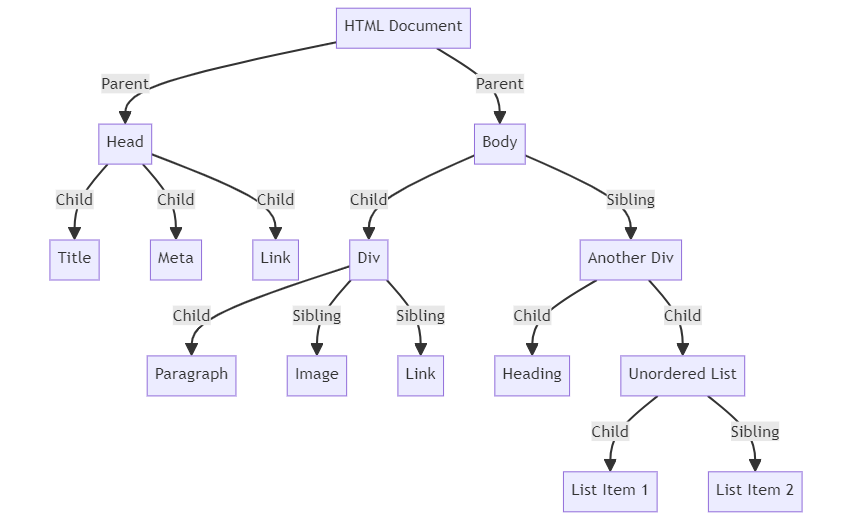 HTML Document
Parent
Parent
Head
Body
Child
Child
Child
Child
Sibling
Title
Meta
Link
Div
Another Div
Child
Sibling
Sibling
Child
Child
Paragraph
Image
Link
Heading
Unordered List
Child
Sibling
List Item 1
List Item 2